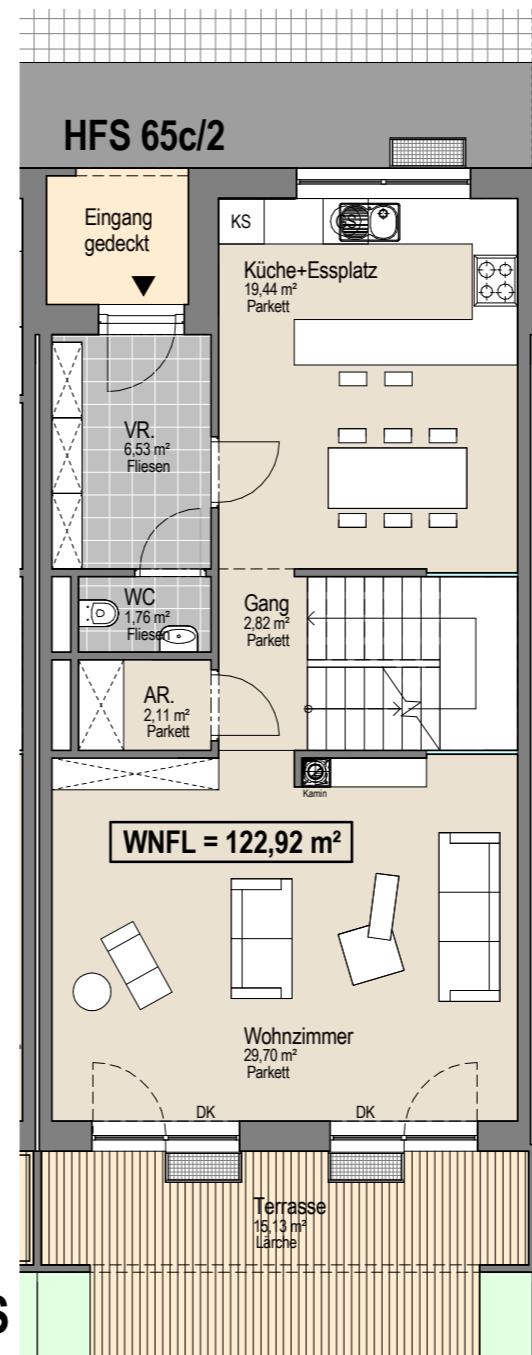 HFS 65c/2
Eingang
gedeckt
KS
GS
Küche+Essplatz
19,44 m²
Parkett
VR.
6,53 m²
Fliesen
WC
1,76 m²
Fliesen
Gang
2,82 m²
Parkett
AR.
2,11 m²
Parkett
Kamin
WNFL = 122,92 m²
Wohnzimmer
29,70 m²
Parkett
DK
DK
Terrasse
15,13 m²
Lärche
S